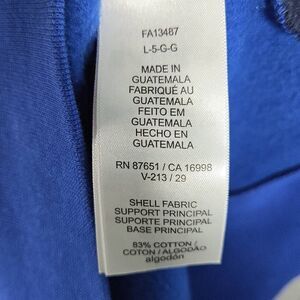 FA13487
L-5-G-G
MADE IN
GUATEMALA
FABRIQUÉ AU
GUATEMALA
FEITO EM
GUATEMALA
HECHO EN
GUATEMALA
RN 87651 / CA 16998
V-213 / 29
SHELL FABRIC
SUPPORT PRINCIPAL
SUPORTE PRINCIPAL
BASE PRINCIPAL
83% COTTON /
COTON / ALGODÃO
algodón